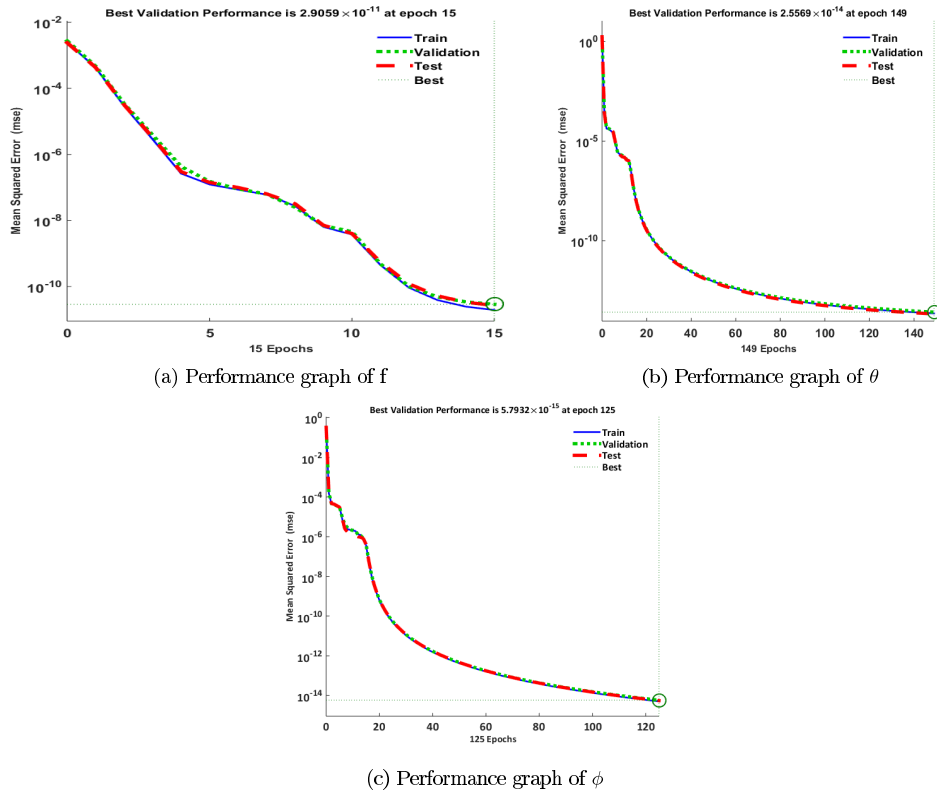 Best Validation Performance is 2.9059×10^-11 at epoch 15
Mean Squared Error (mse)
10^-2
10^-4
10^-6
10^-8
10^-10
Train
Validation
Test
Best
0 5 10 15
15 Epochs
(a) Performance graph of f
Best Validation Performance is 2.5569×10^-14 at epoch 149
Mean Squared Error (mse)
10^0
10^-5
10^-10
Train
Validation
Test
Best
0 20 40 60 80 100 120 140
149 Epochs
(b) Performance graph of θ
Best Validation Performance is 5.7932×10^-15 at epoch 125
Mean Squared Error (mse)
10^0
10^-2
10^-4
10^-6
10^-8
10^-10
10^-12
10^-14
Train
Validation
Test
Best
0 20 40 60 80 100 120
125 Epochs
(c) Performance graph of ϕ